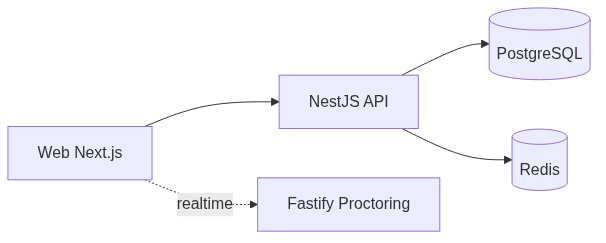 PostgreSQL
NestJS API
Web Next.js
Redis
realtime
Fastify Proctoring